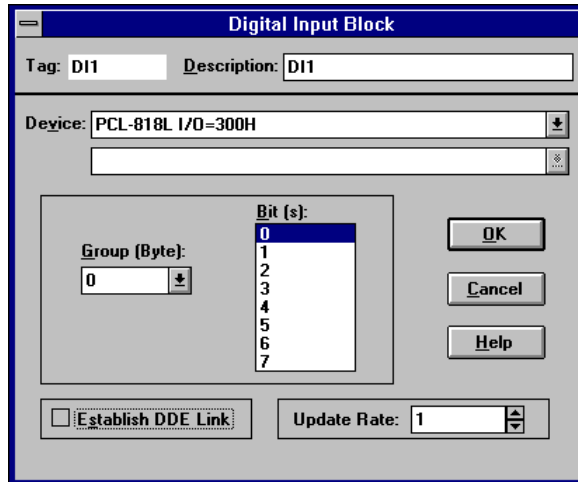 Digital Input Block
Tag: DI1 Description: DI1
Device: PCL-818L I/O=300H
Bit (s):
0
1
2
3
4
5
6
7
Group (Byte):
0
OK
Cancel
Help
Establish DDE Link
Update Rate: 1